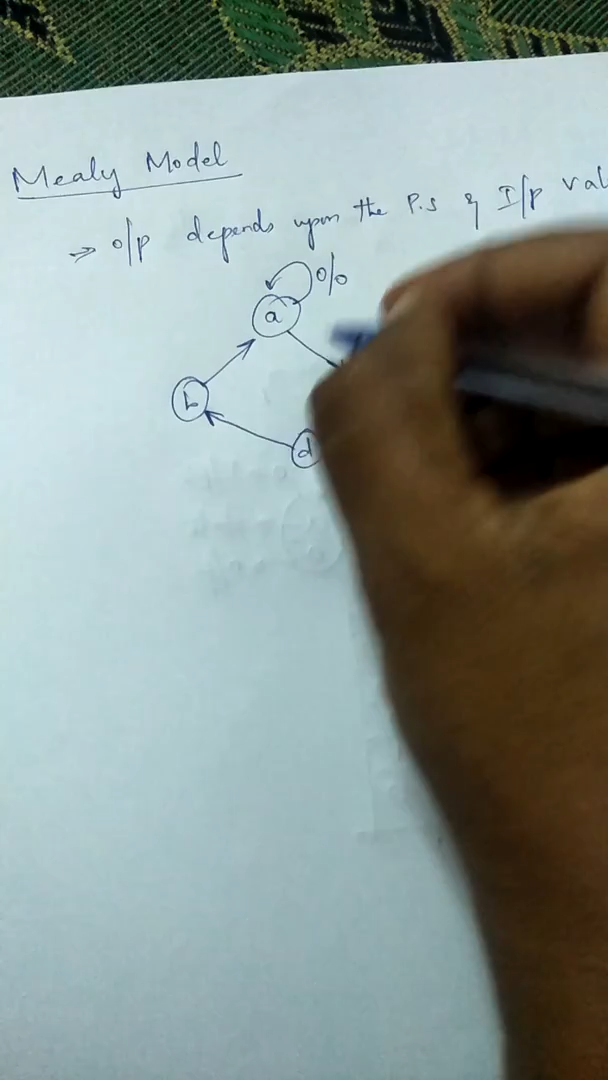 Mealy Model
⇒ O/P depends upon the P.S & I/P val
0/0
a
b
d